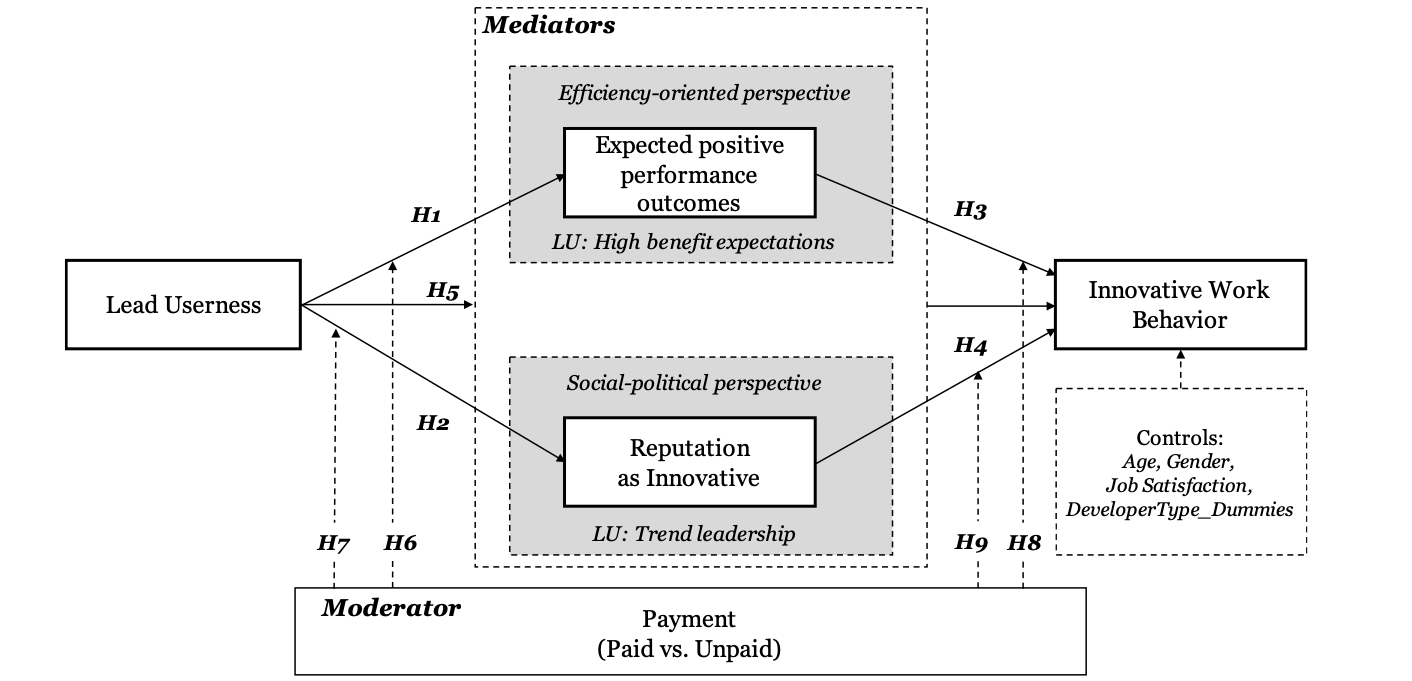 Mediators
Efficiency-oriented perspective
Expected positive
performance
outcomes
LU: High benefit expectations
H1
H3
H5
Lead Userness
Innovative Work
Behavior
H4
H2
Social-political perspective
Reputation
as Innovative
LU: Trend leadership
Controls:
Age, Gender,
Job Satisfaction,
DeveloperType_Dummies
H7
H6
H9
H8
Moderator
Payment
(Paid vs. Unpaid)